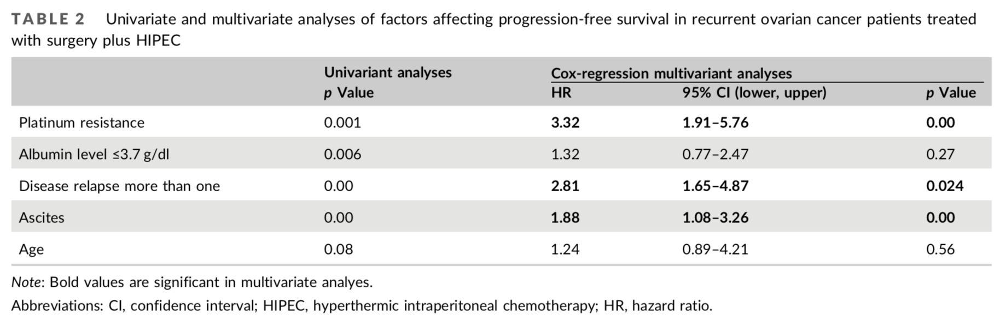 TABLE 2 Univariate and multivariate analyses of factors affecting progression-free survival in recurrent ovarian cancer patients treated
with surgery plus HIPEC
Univariant analyses Cox-regression multivariant analyses
p Value HR 95% CI (lower, upper) p Value
Platinum resistance 0.001 3.32 1.91–5.76 0.00
Albumin level ≤3.7 g/dl 0.006 1.32 0.77–2.47 0.27
Disease relapse more than one 0.00 2.81 1.65–4.87 0.024
Ascites 0.00 1.88 1.08–3.26 0.00
Age 0.08 1.24 0.89–4.21 0.56
Note: Bold values are significant in multivariate analyes.
Abbreviations: CI, confidence interval; HIPEC, hyperthermic intraperitoneal chemotherapy; HR, hazard ratio.